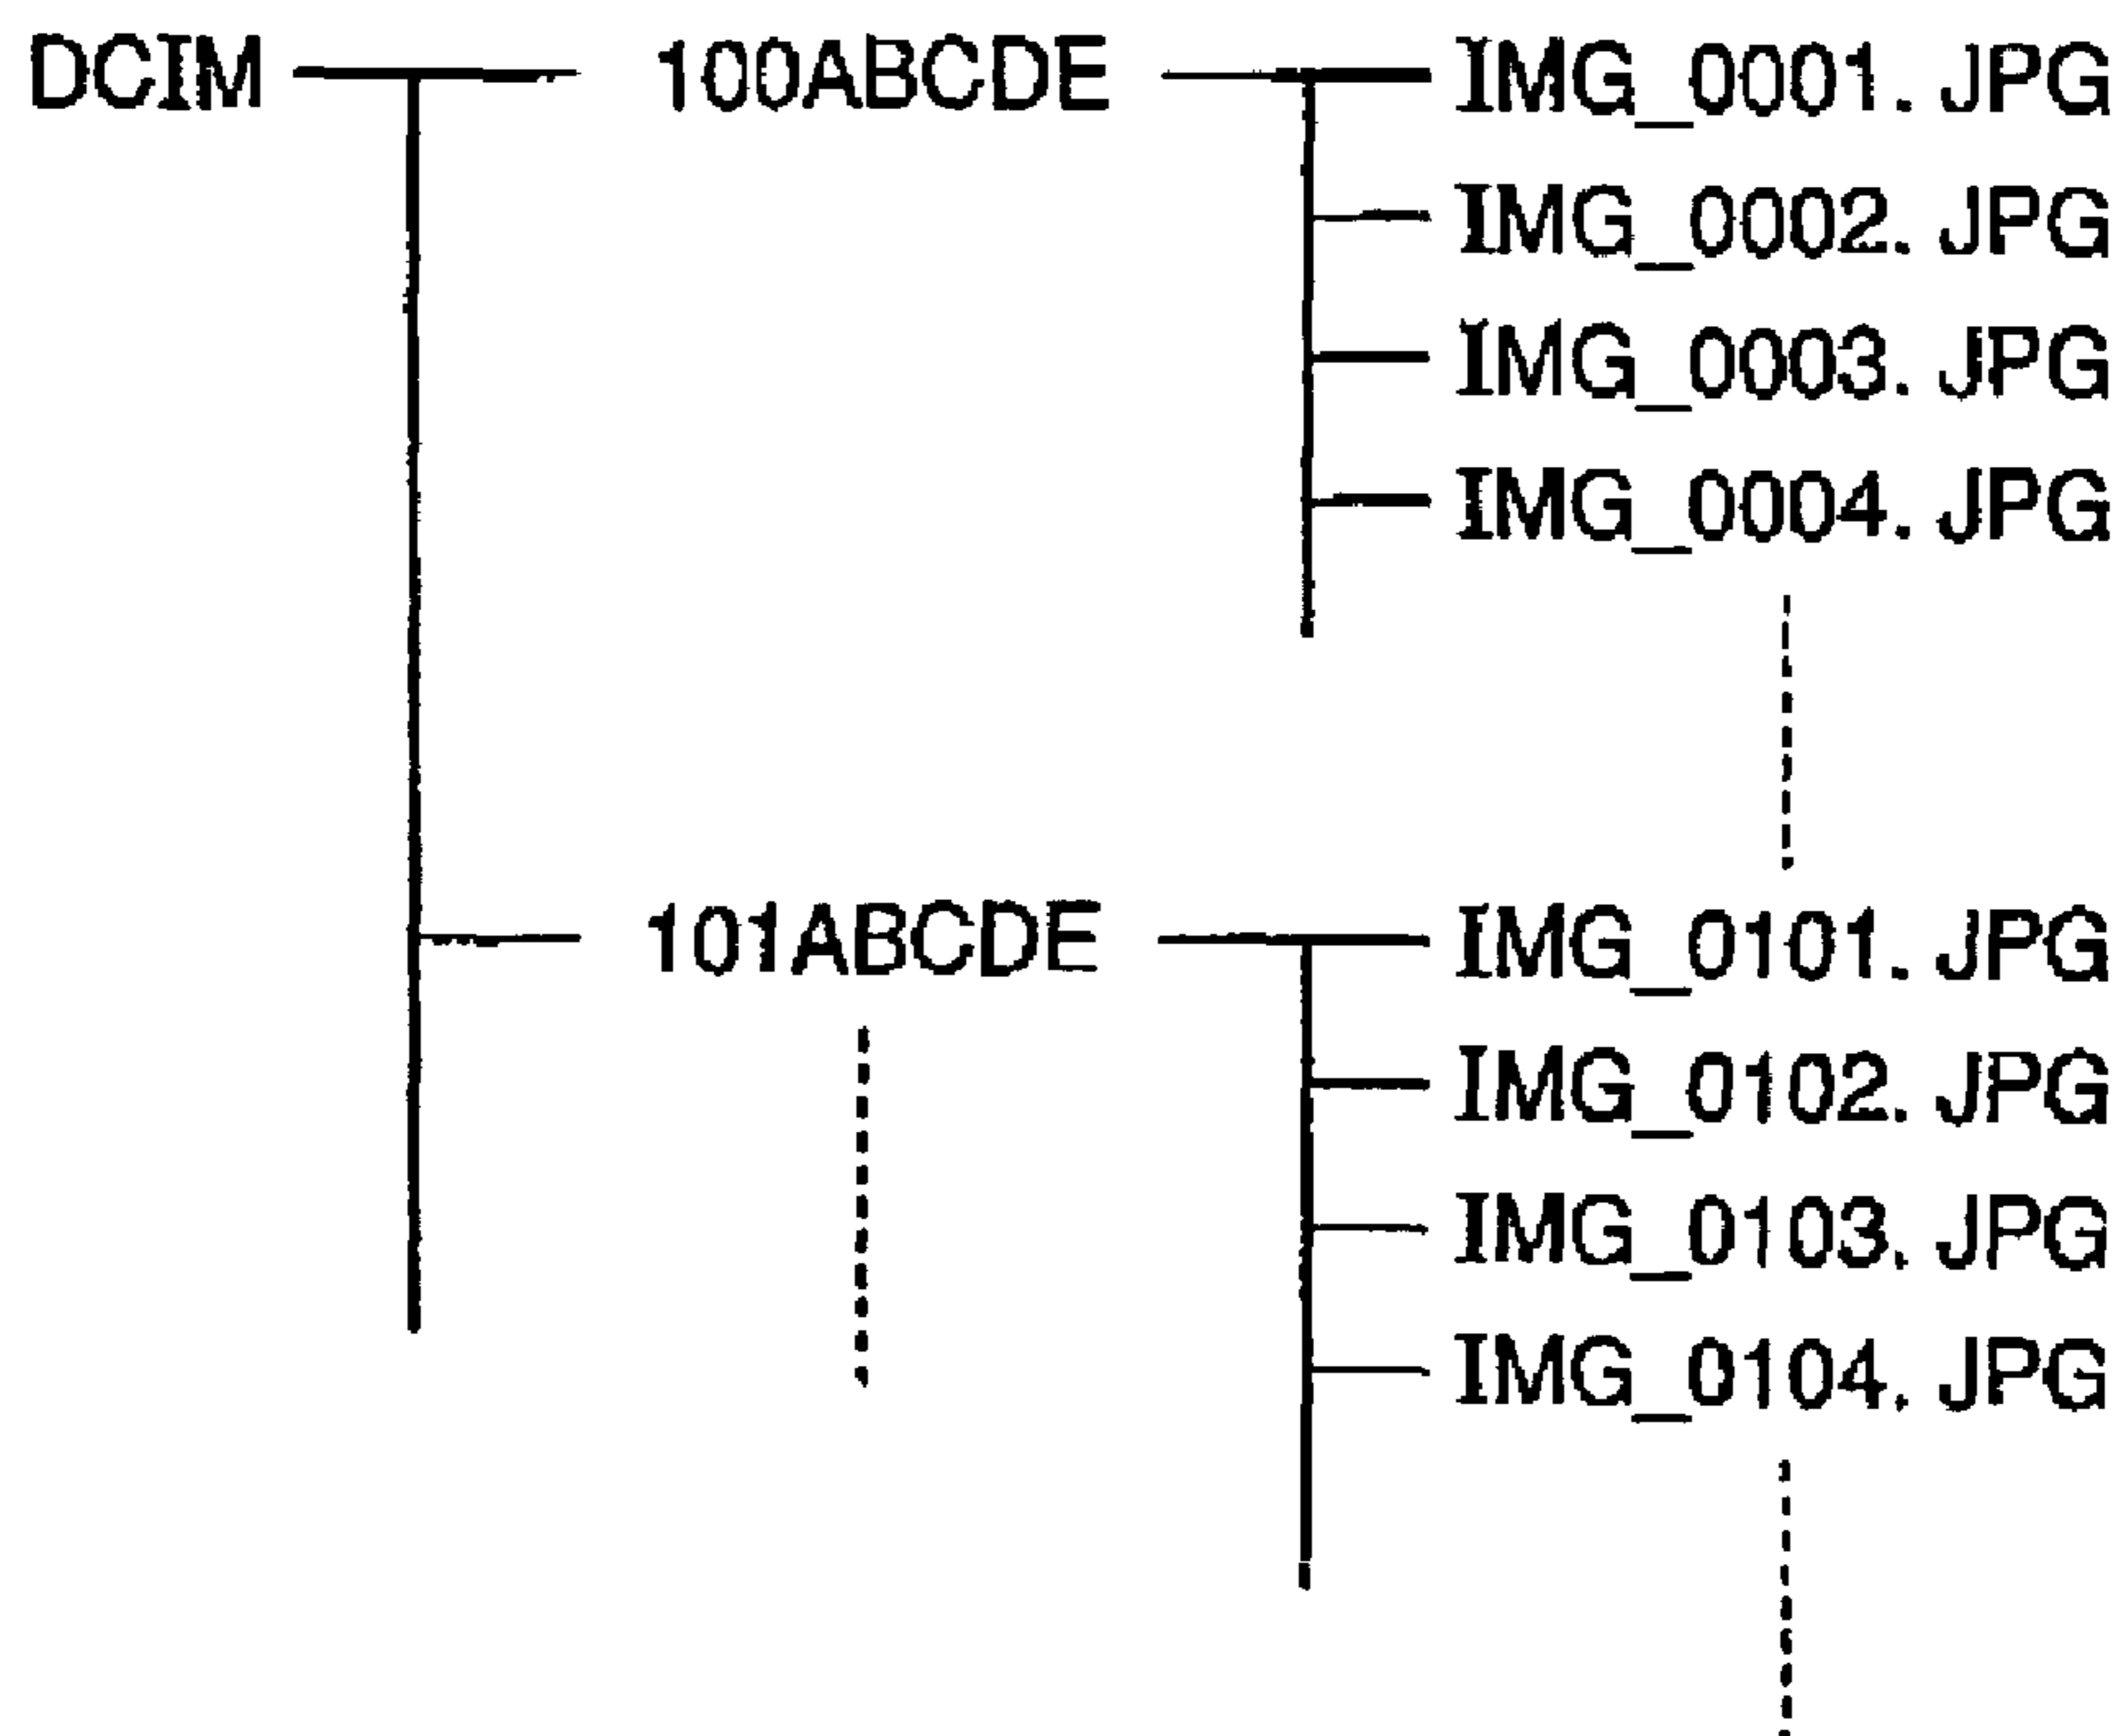 DCIM 100ABCDE IMG_0001.JPG
IMG_0002.JPG
IMG_0003.JPG
IMG_0004.JPG
101ABCDE IMG_0101.JPG
IMG_0102.JPG
IMG_0103.JPG
IMG_0104.JPG